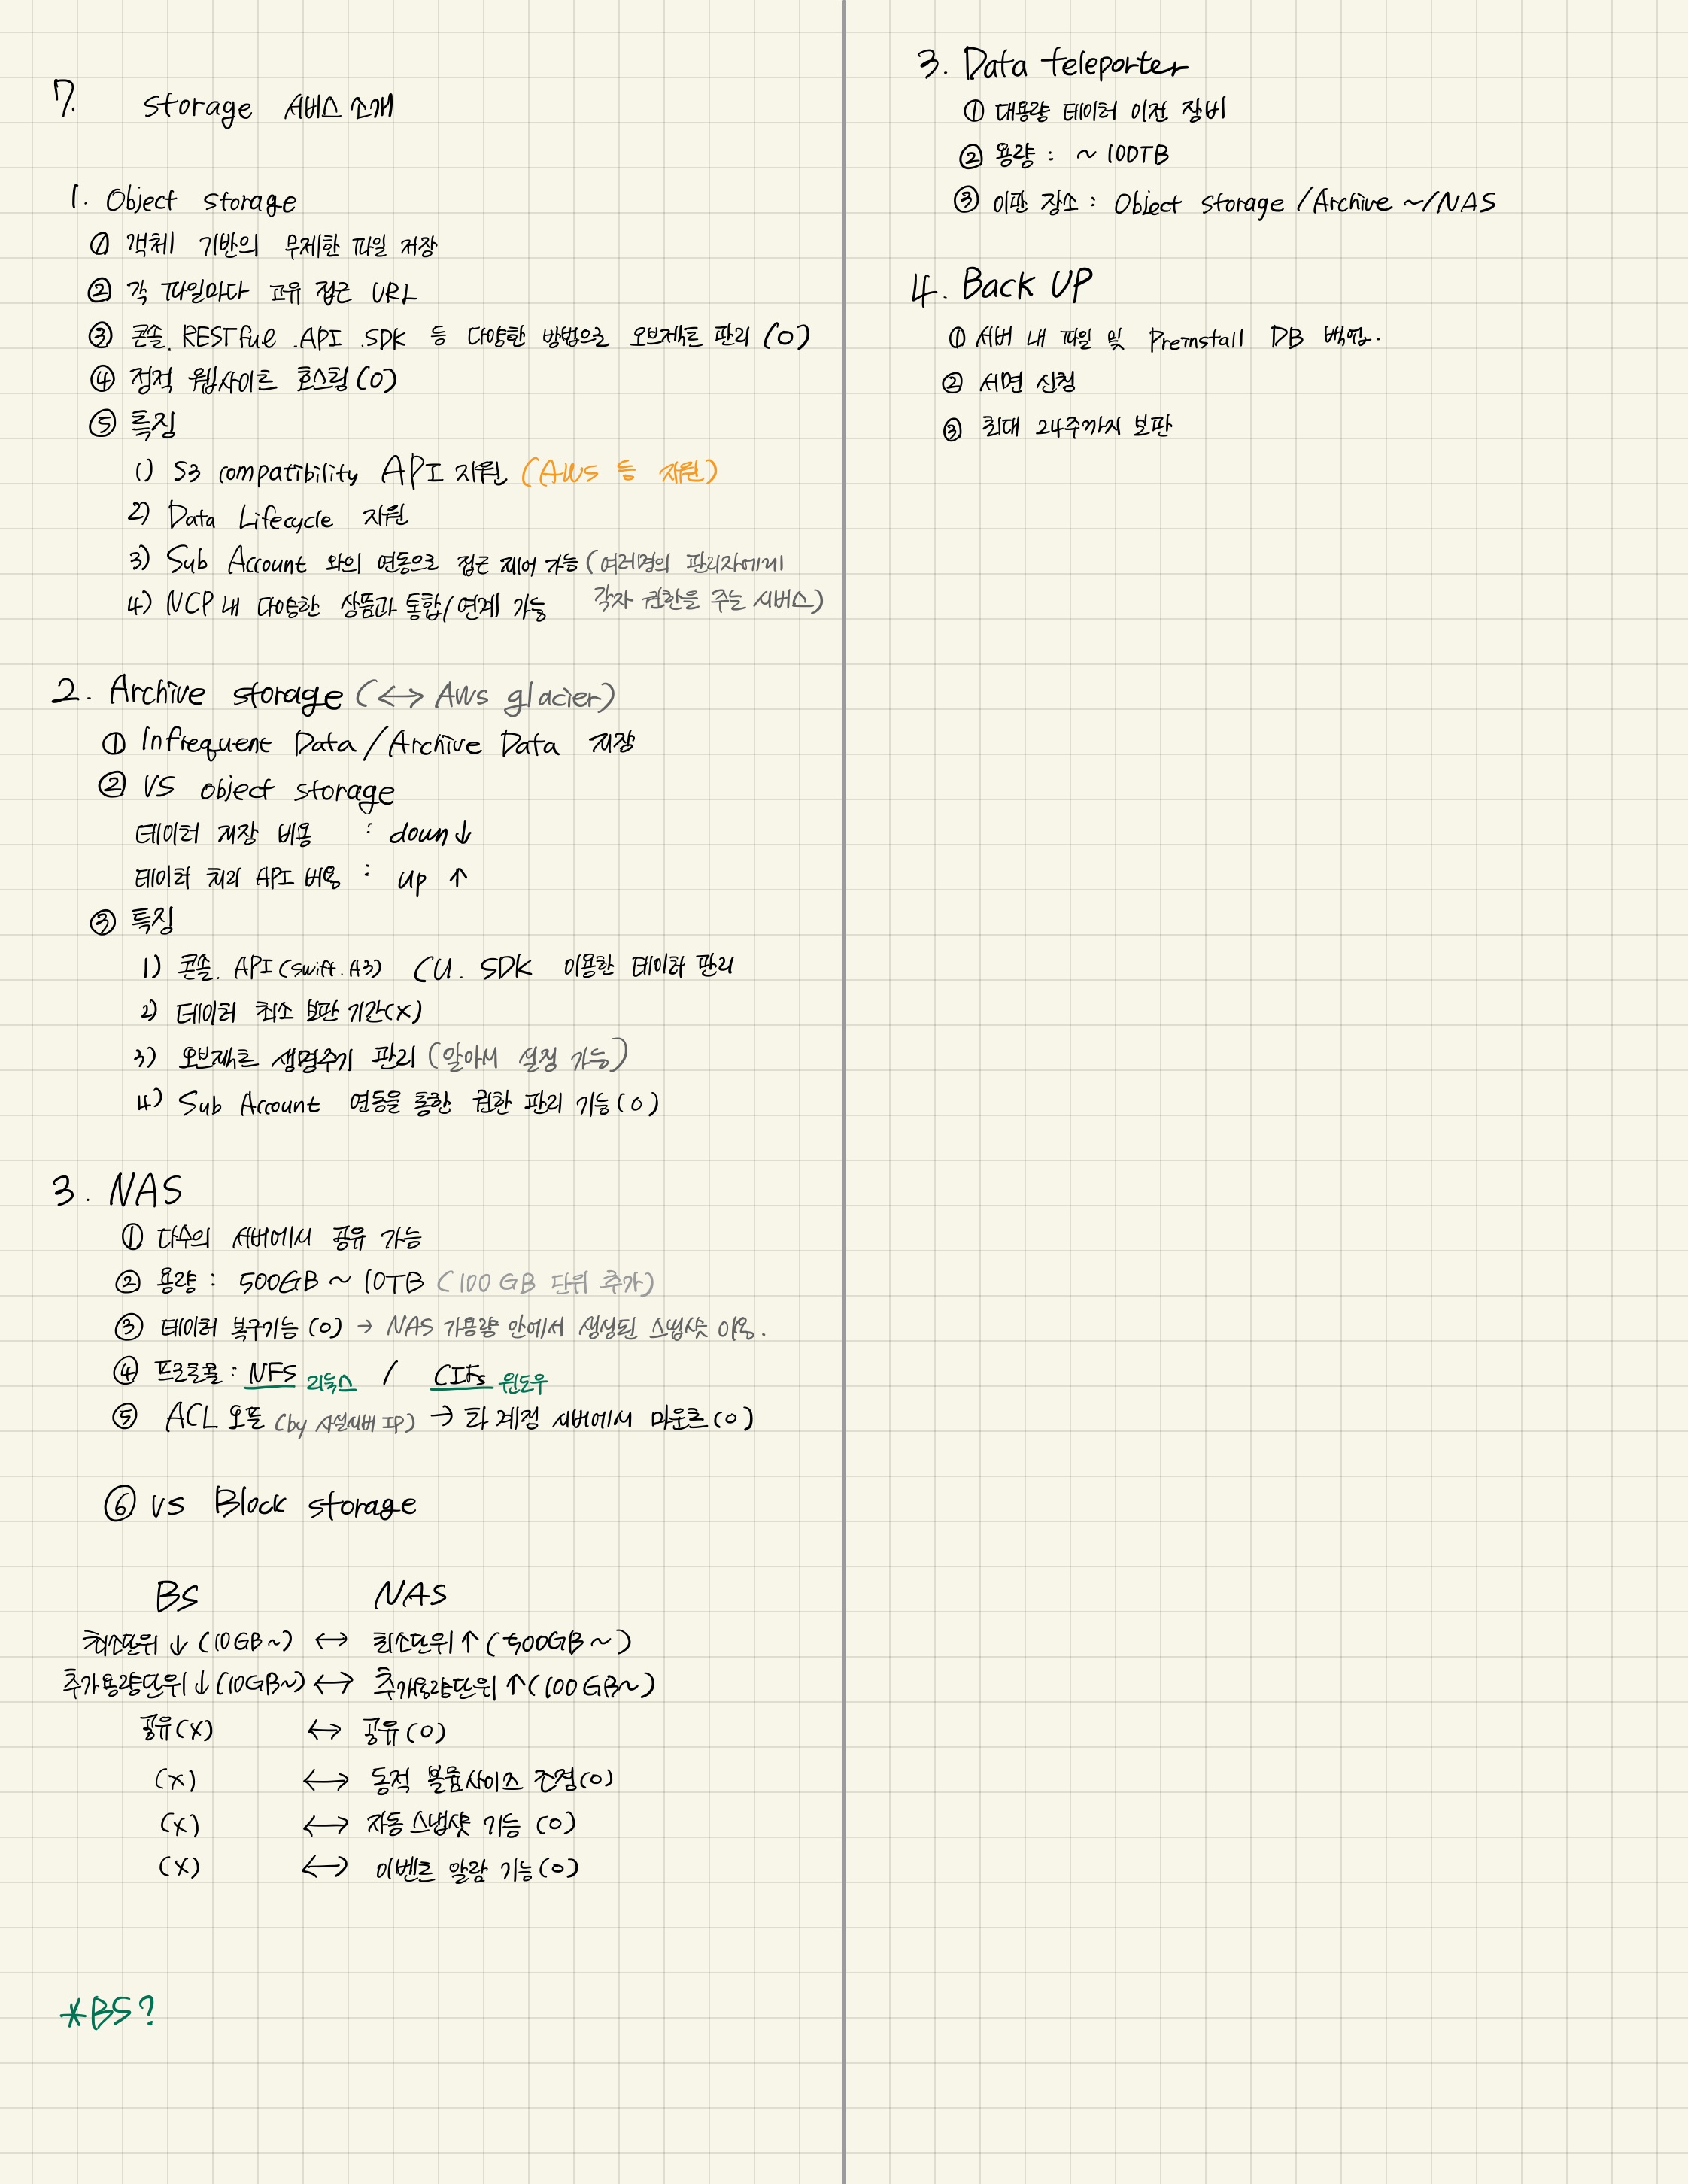 7. storage 서비스 소개
1. Object storage
① 객체 기반의 무제한 파일 저장
② 각 파일마다 고유 접근 URL
③ 콘솔. RESTful .API .SDK 등 다양한 방법으로 오브젝트 관리 (O)
④ 정적 웹사이트 호스팅 (O)
⑤ 특징
1) S3 compatibility API 지원 (AWS 등 지원)
2) Data Lifecycle 지원
3) Sub Account 와의 연동으로 접근 제어 가능 (여러명의 관리자에게
각자 권한을 주는 서비스)
4) NCP 내 다양한 상품과 통합/연계 가능
2. Archive storage (↔ AWS glacier)
① Infrequent Data/Archive Data 저장
② VS object storage
데이터 저장 비용 : down ↓
데이터 처리 API 비용 : up ↑
③ 특징
1) 콘솔. API (swift. A3) CLI. SDK 이용한 데이터 관리
2) 데이터 최소 보관 기간(X)
3) 오브젝트 생명주기 관리 (알아서 설정 가능)
4) Sub Account 연동을 통한 권한 관리 기능 (O)
3. NAS
① 다수의 서버에서 공유 가능
② 용량 : 500GB ~ 10TB (100 GB 단위 추가)
③ 데이터 복구기능 (O) → NAS 가용량 안에서 생성된 스냅샷 이용.
④ 프로토콜 : NFS 리눅스 / CIFs 윈도우
⑤ ACL 오픈 (by 사설서버 IP) → 타 계정 서버에서 마운트 (O)
⑥ vs Block storage
BS NAS
최소단위 ↓ (10GB~) ↔ 최소단위 ↑ (500GB ~)
추가용량단위 ↓ (10GB~) ↔ 추가용량단위 ↑ (100 GB~)
공유 (X) ↔ 공유 (O)
(X) ↔ 동적 볼륨사이즈 조정 (O)
(X) ↔ 자동 스냅샷 기능 (O)
(X) ↔ 이벤트 알람 기능 (O)
*BS?
3. Data teleporter
① 대용량 데이터 이전 장비
② 용량 : ~ 100TB
③ 이관 장소 : Object storage /Archive ~/NAS
4. Back UP
① 서버 내 파일 및 Preinstall DB 백업.
② 서면 신청
③ 최대 24주까지 보관